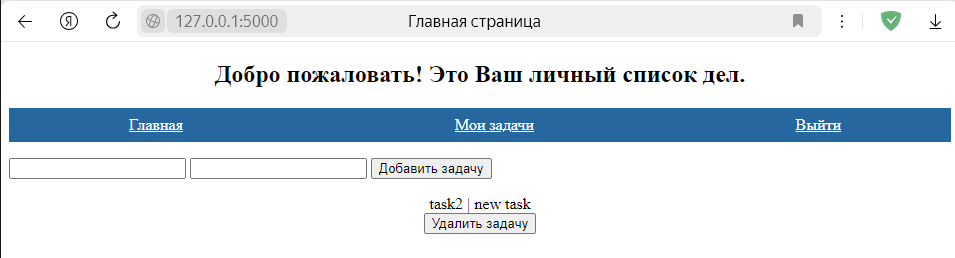 127.0.0.1:5000 Главная страница
Добро пожаловать! Это Ваш личный список дел.
Главная Мои задачи Выйти
Добавить задачу
task2 | new task
Удалить задачу